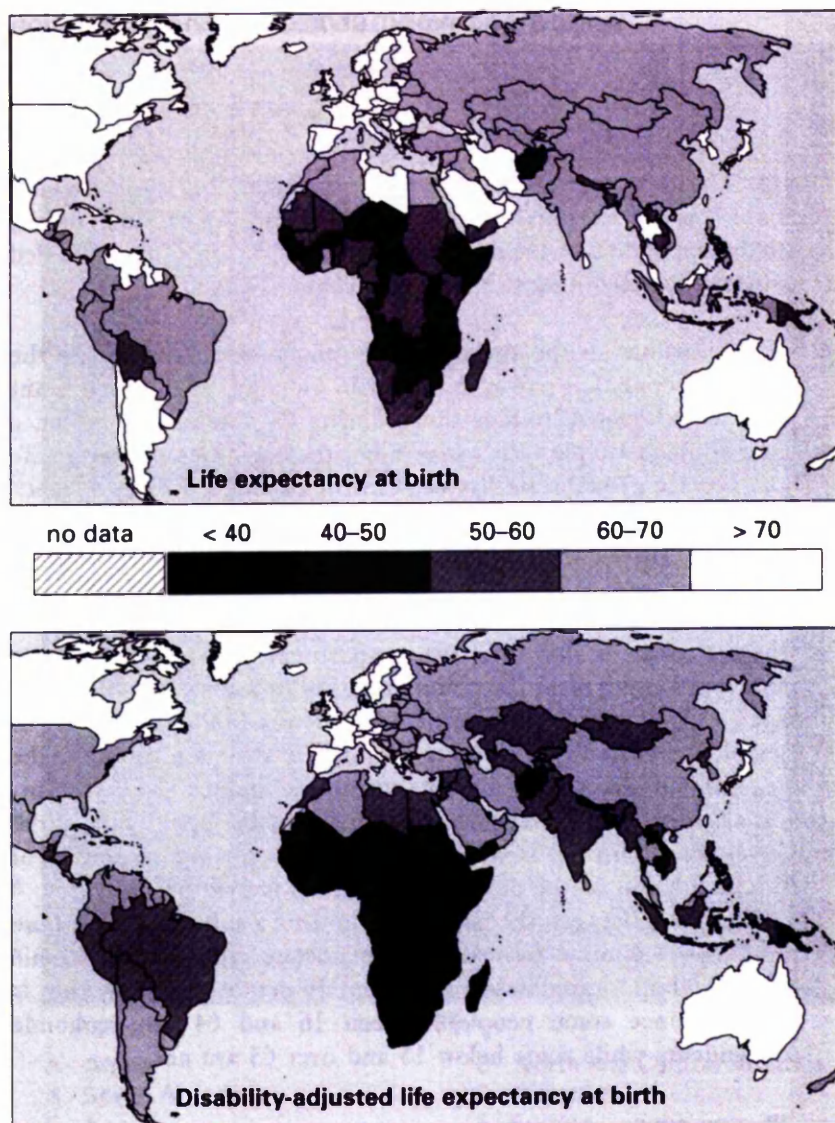 Life expectancy at birth
no data < 40 40–50 50–60 60–70 > 70
Disability-adjusted life expectancy at birth